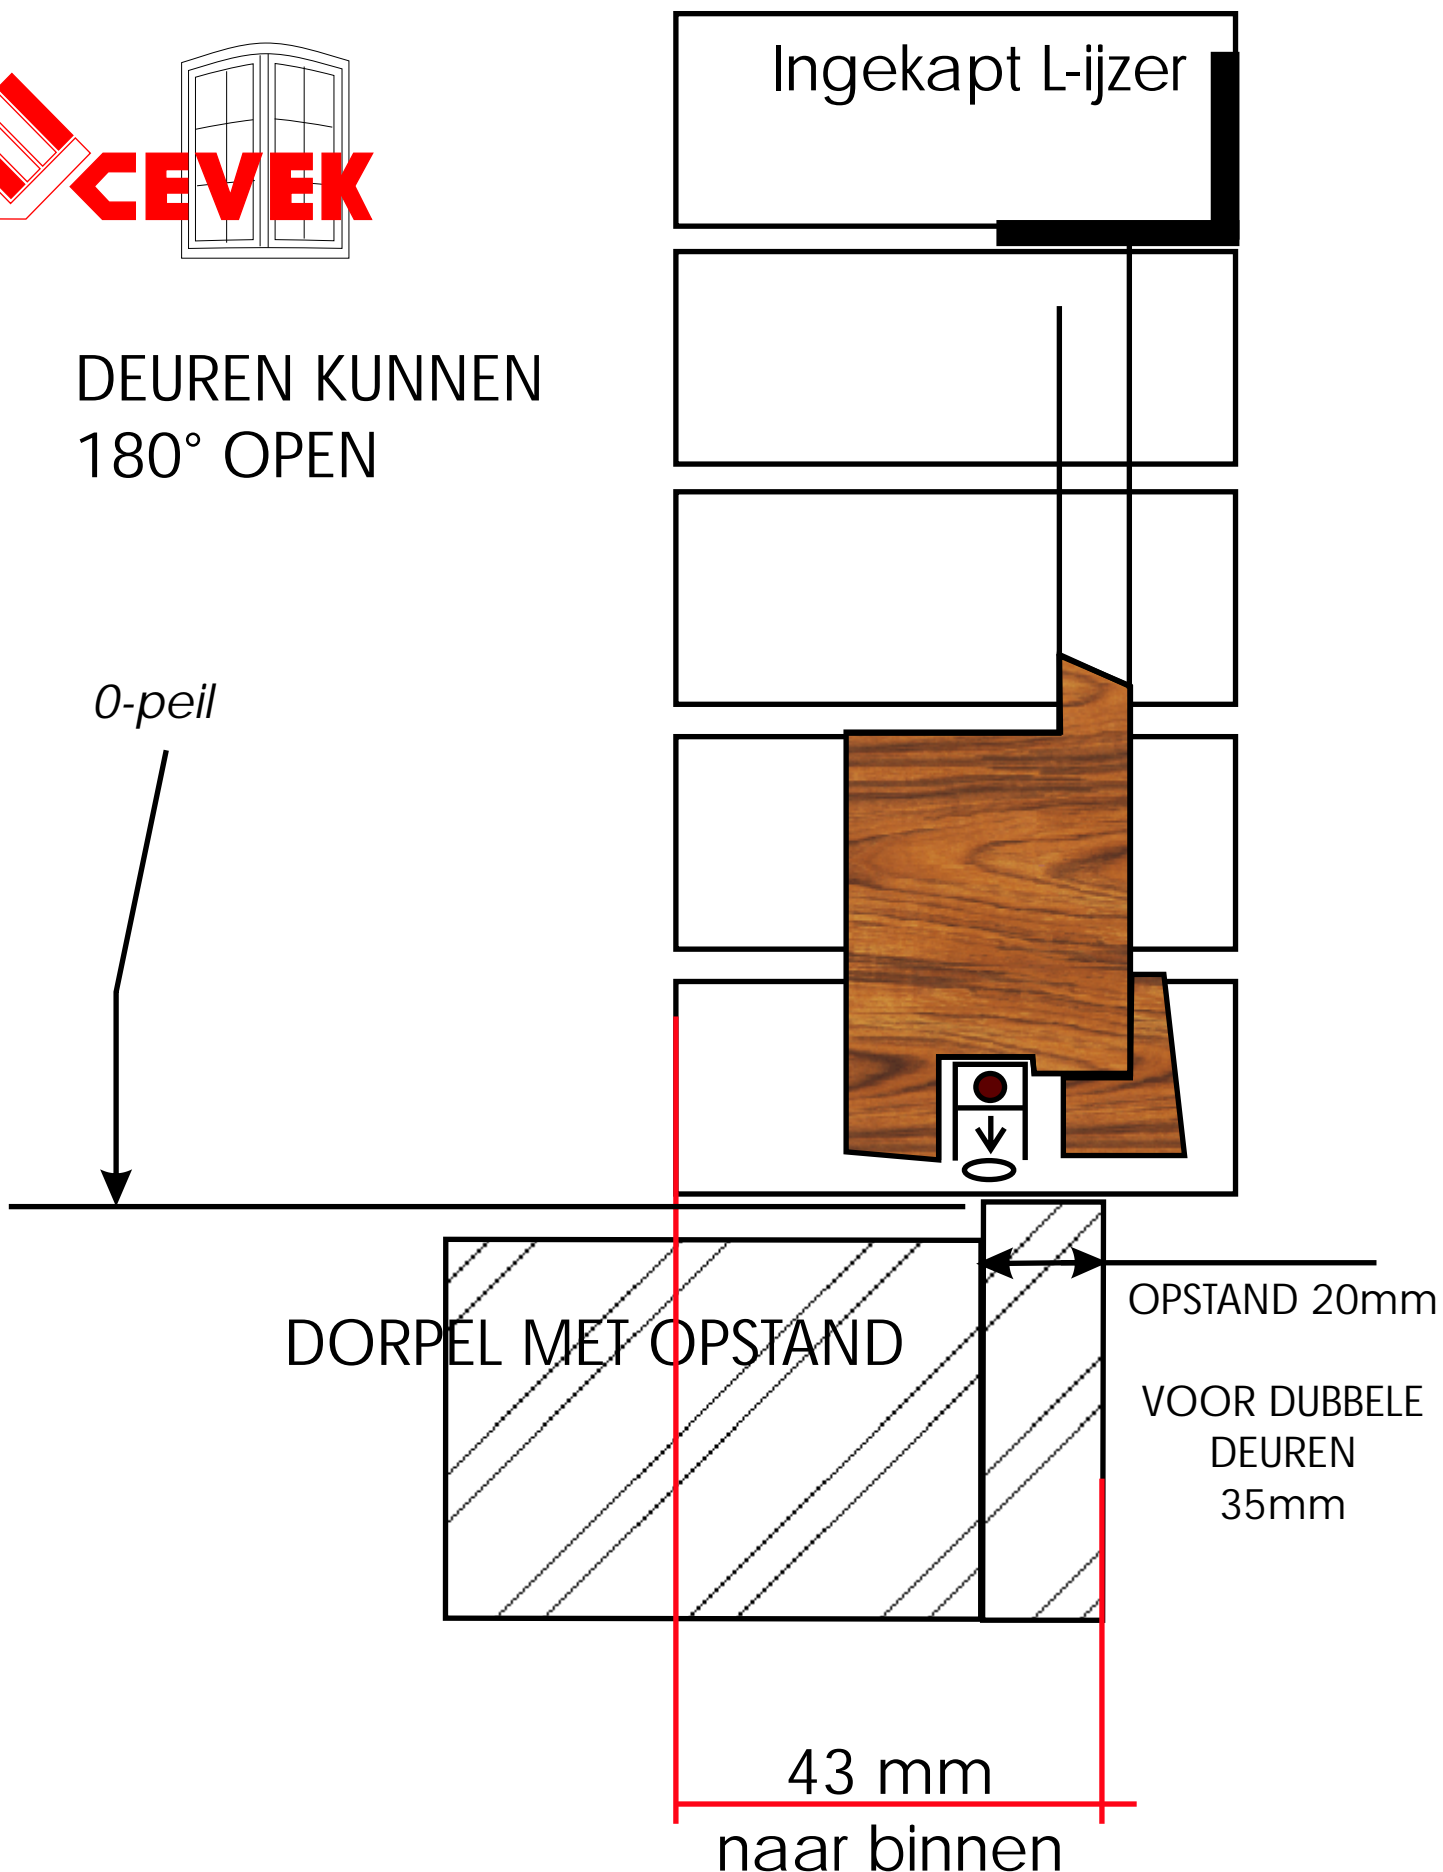 Ingekapt L-ijzer
CEVEK
DEUREN KUNNEN
180° OPEN
0-peil
OPSTAND 20mm
DORPEL MET OPSTAND
VOOR DUBBELE
DEUREN
35mm
43 mm
naar binnen